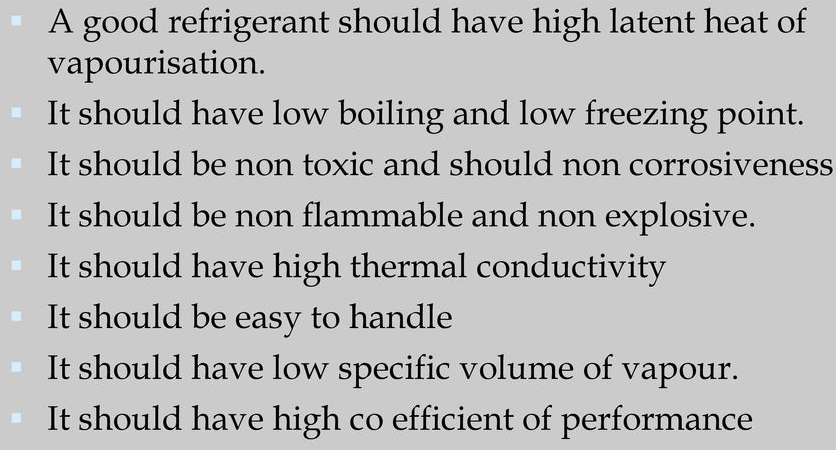 ▪ A good refrigerant should have high latent heat of
vapourisation.
▪ It should have low boiling and low freezing point.
▪ It should be non toxic and should non corrosiveness
▪ It should be non flammable and non explosive.
▪ It should have high thermal conductivity
▪ It should be easy to handle
▪ It should have low specific volume of vapour.
▪ It should have high co efficient of performance